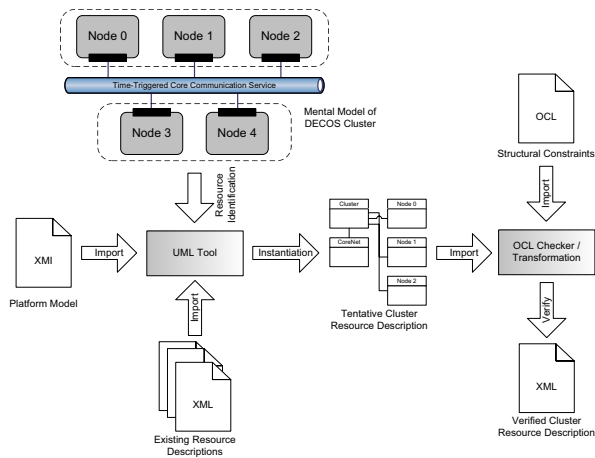 Node 0
Node 1
Node 2
Time-Triggered Core Communication Service
Node 3
Node 4
Mental Model of
DECOS Cluster
OCL
Structural Constraints
Resource
Identification
Import
XMI
Platform Model
Import
UML Tool
Instantiation
Cluster
CoreNet
Node 0
Node 1
Node 2
Tentative Cluster
Resource Description
Import
OCL Checker /
Transformation
Import
XML
Existing Resource
Descriptions
Verify
XML
Verified Cluster
Resource Description